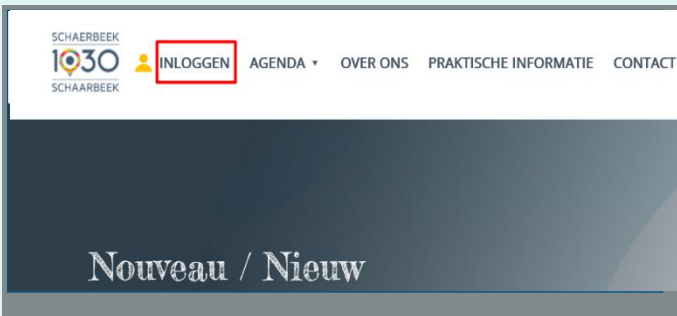 SCHAERBEEK
1030
SCHAARBEEK
INLOGGEN AGENDA ▾ OVER ONS PRAKTISCHE INFORMATIE CONTACT
Nouveau / Nieuw